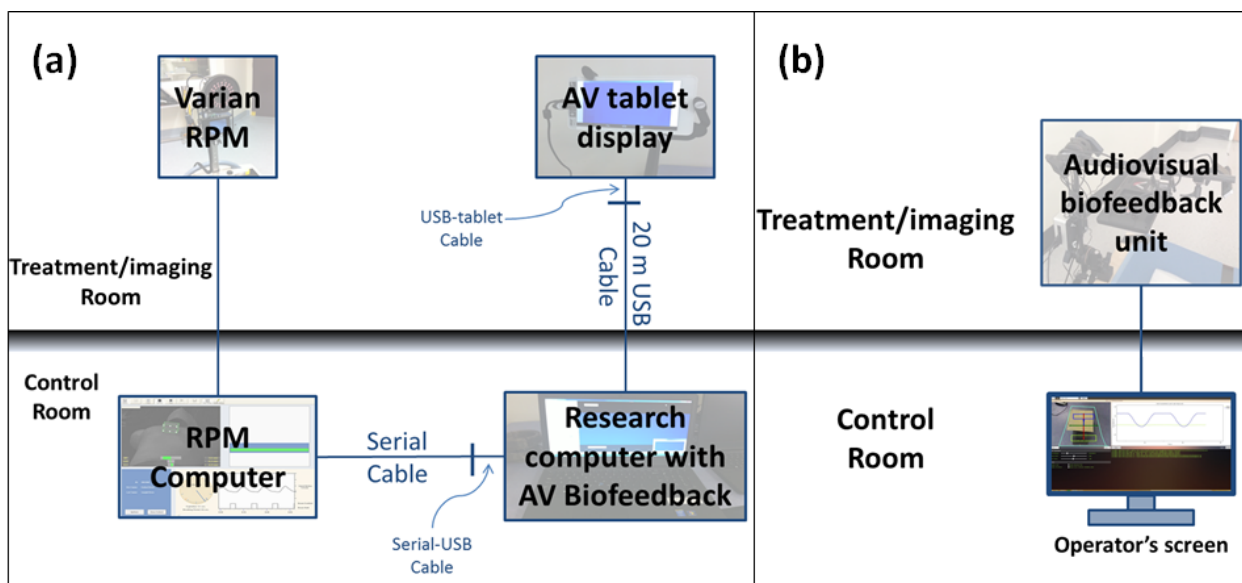 (a)
Varian
RPM
AV tablet
display
USB-tablet
Cable
20 m USB
Cable
Treatment/imaging
Room
Control
Room
RPM
Computer
Serial
Cable
Serial-USB
Cable
Research
computer with
AV Biofeedback
(b)
Treatment/imaging
Room
Audiovisual
biofeedback
unit
Control
Room
Operator's screen